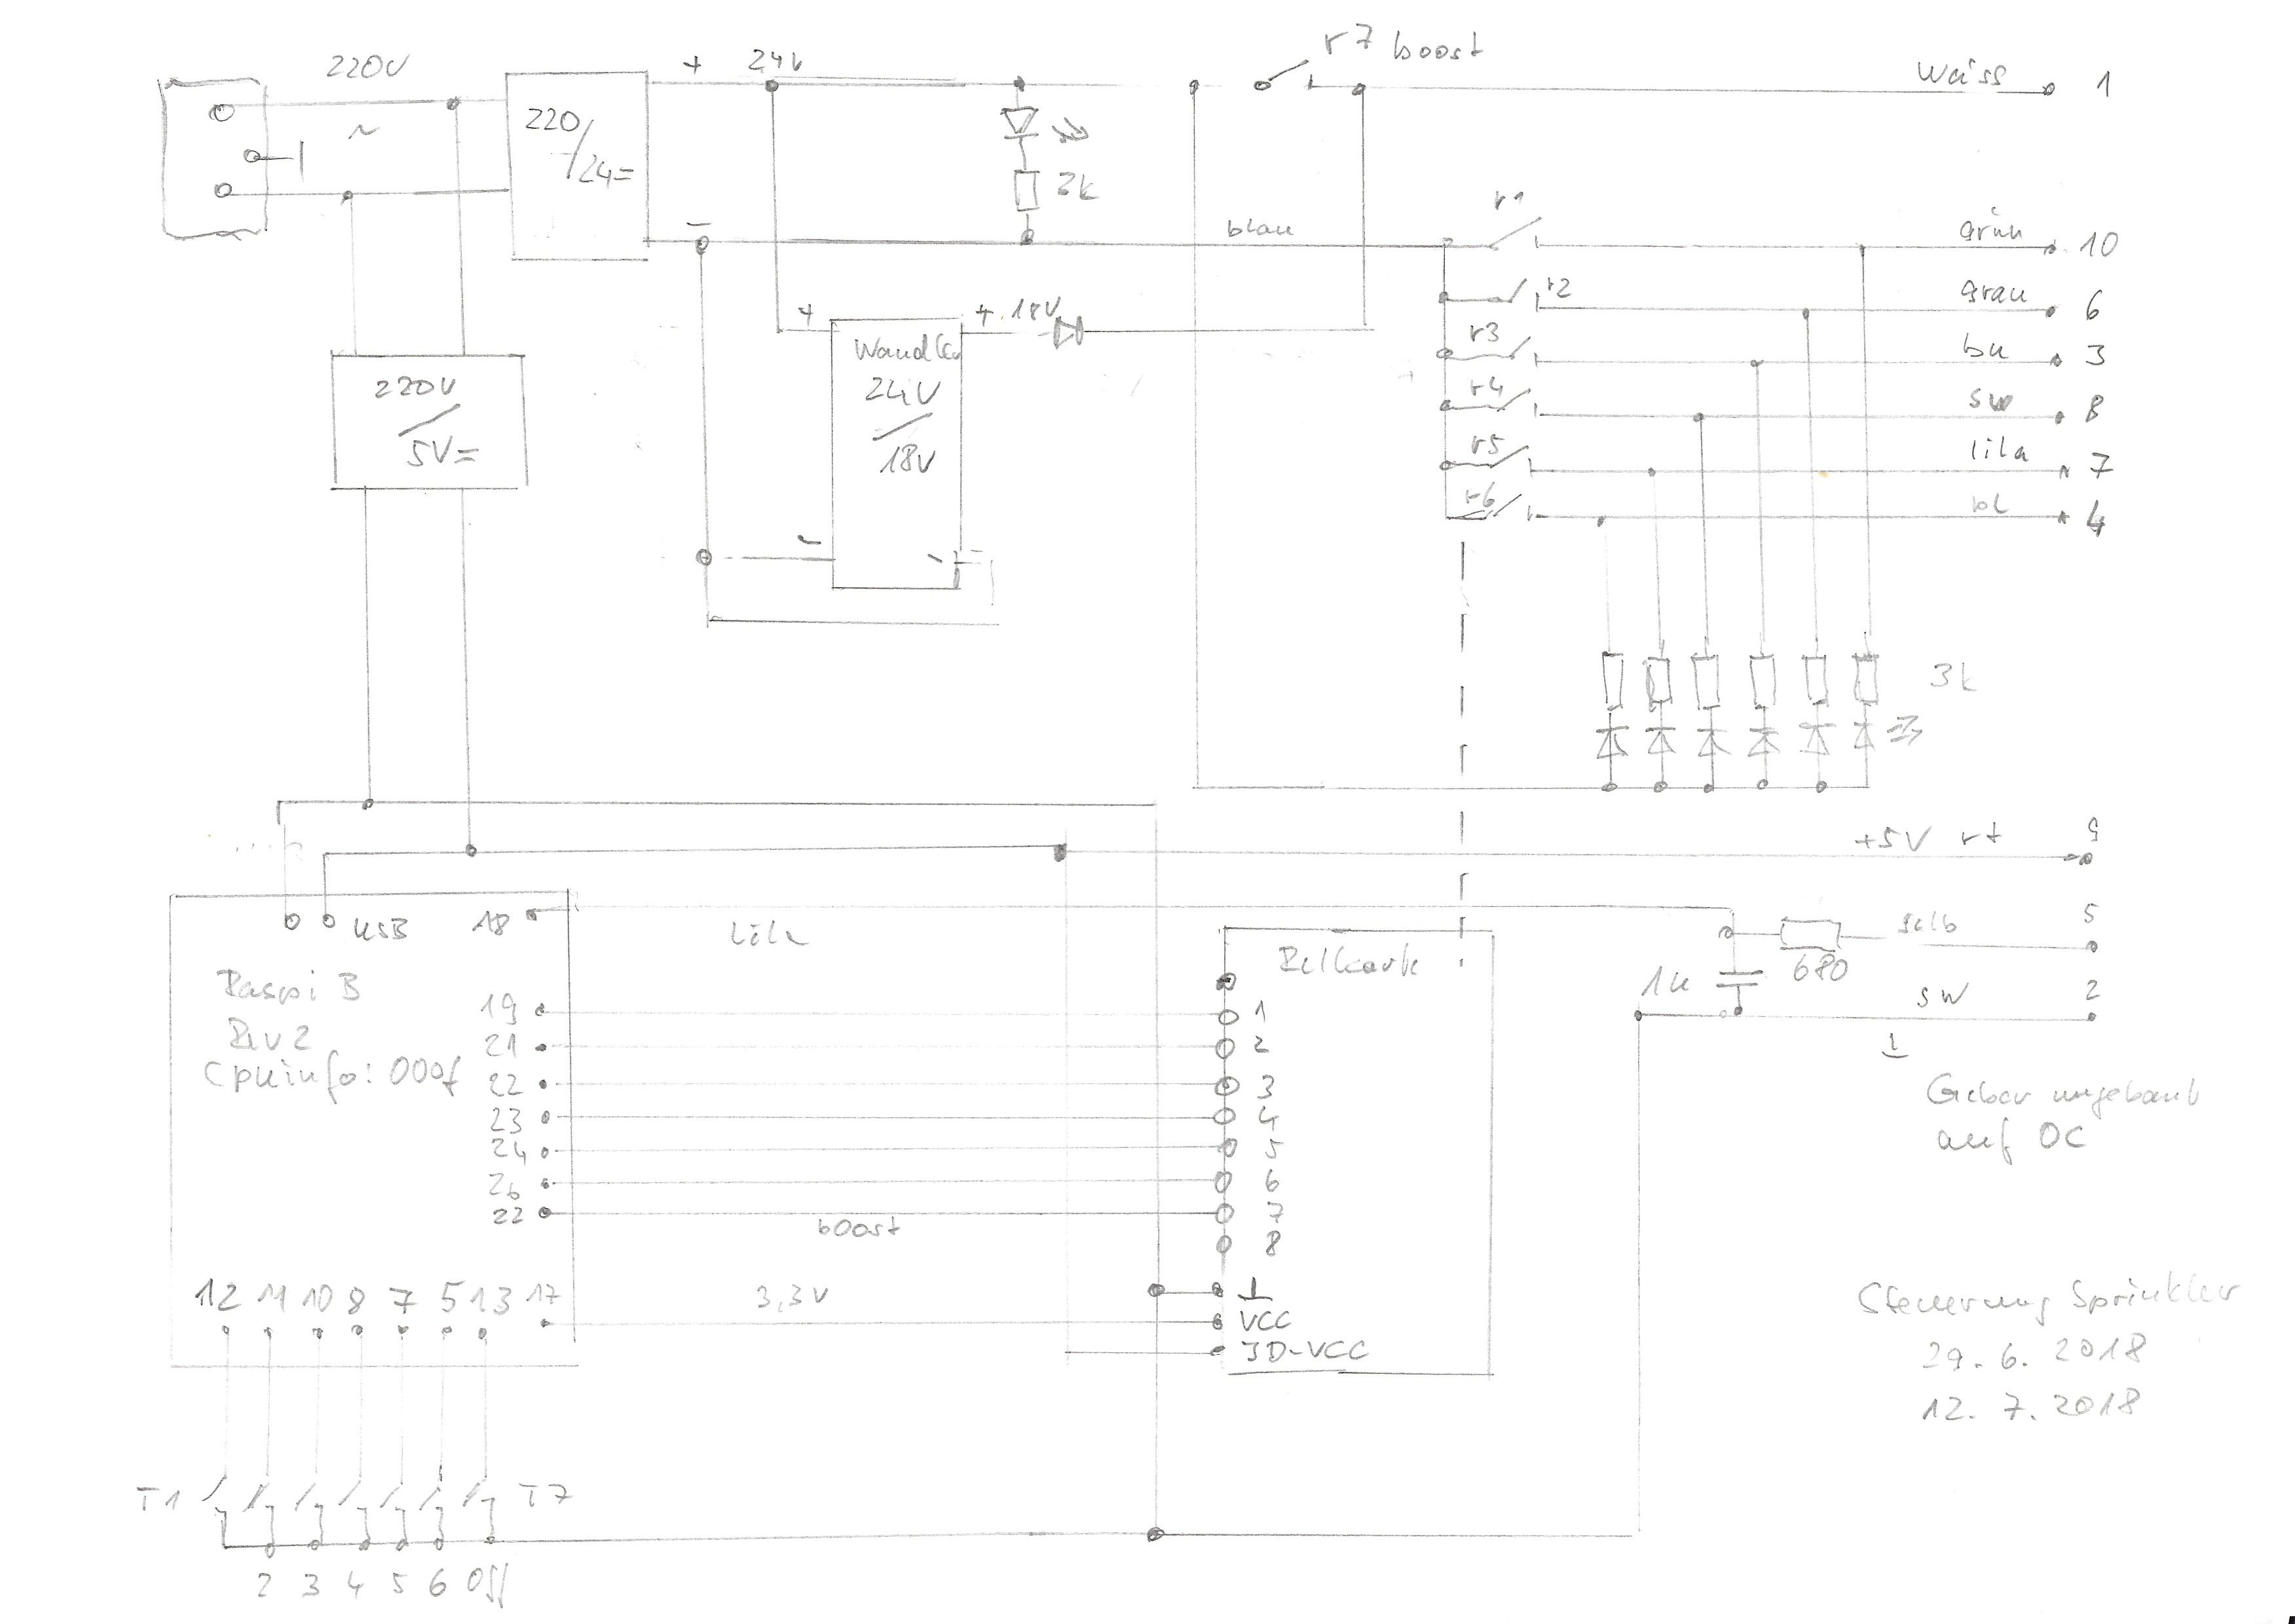 220V
~
220/24=
+ 24V
r7 boost
weiss 1
2k
-
blau
r1
grün 10
r2
grau 6
r3
bn 3
r4
sw 8
r5
lila 7
r6
bl 4
220V/5V=
+
Wandler
24V/18V
+ 18V
-
-
3k
+5V rt 9
USB
18
lila
gelb 5
680
1u
sw 2
Raspi B
Rev 2
Cpuinfo: 000f
19
21
22
23
24
26
22
boost
Relkarte
1
2
3
4
5
6
7
8
VCC
JD-VCC
3,3V
12 11 10 8 7 5 13 17
Geber umgebaut
auf OC
Steuerung Sprinkler
29.6.2018
12.7.2018
T1
T7
2 3 4 5 6 Off